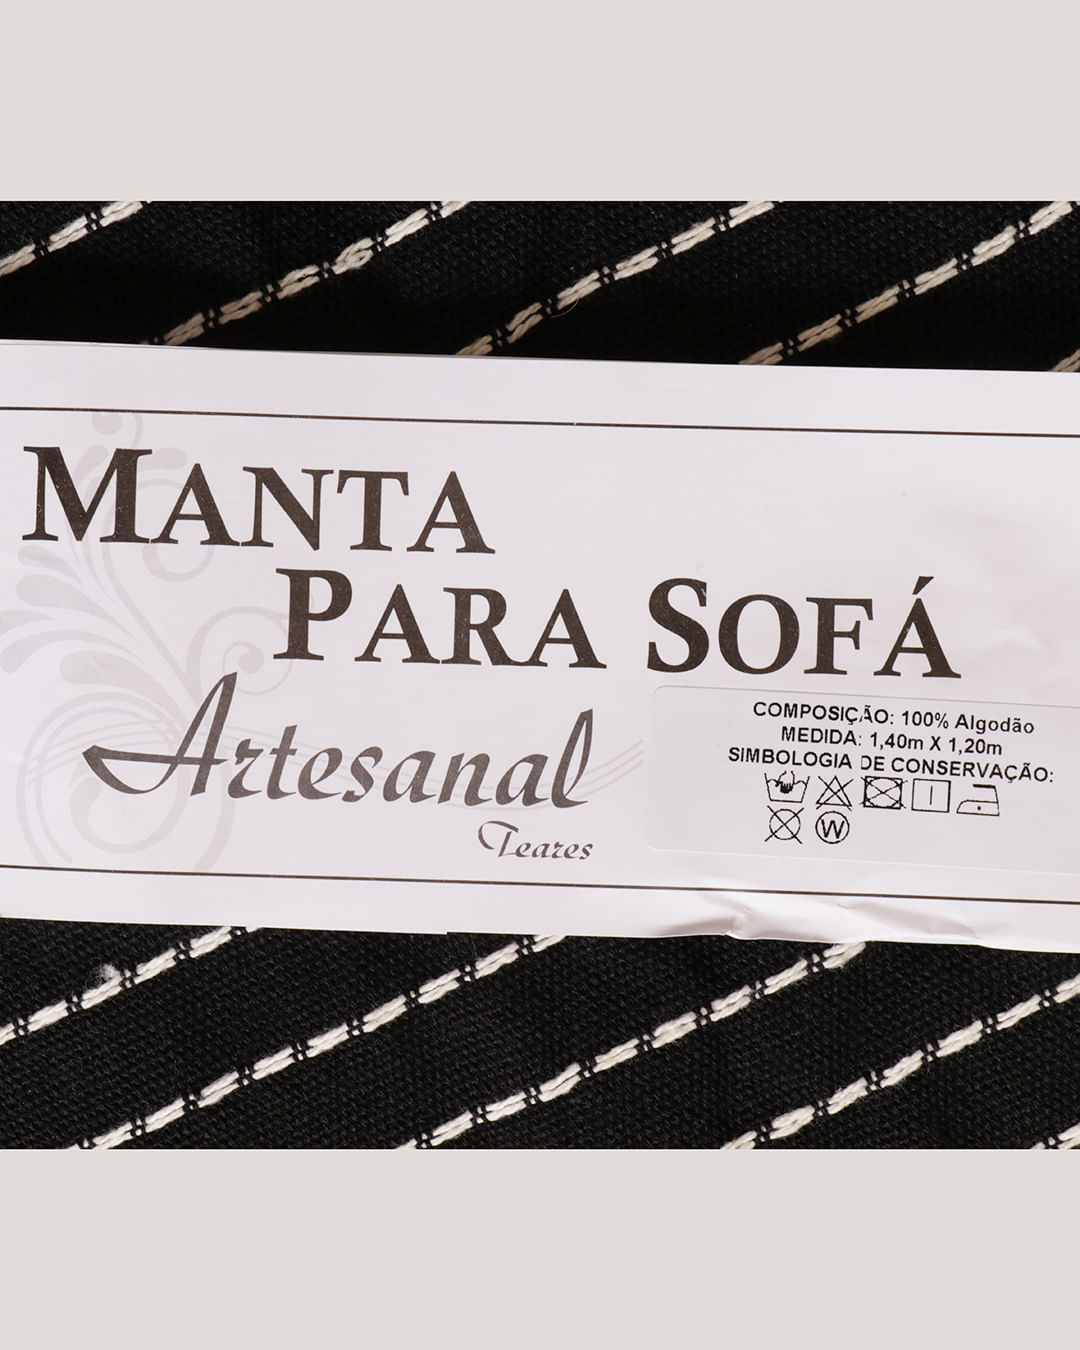 MANTA
PARA SOFÁ
Artesanal
Teares
COMPOSIÇÃO: 100% Algodão
MEDIDA: 1,40m X 1,20m
SIMBOLOGIA DE CONSERVAÇÃO:
W